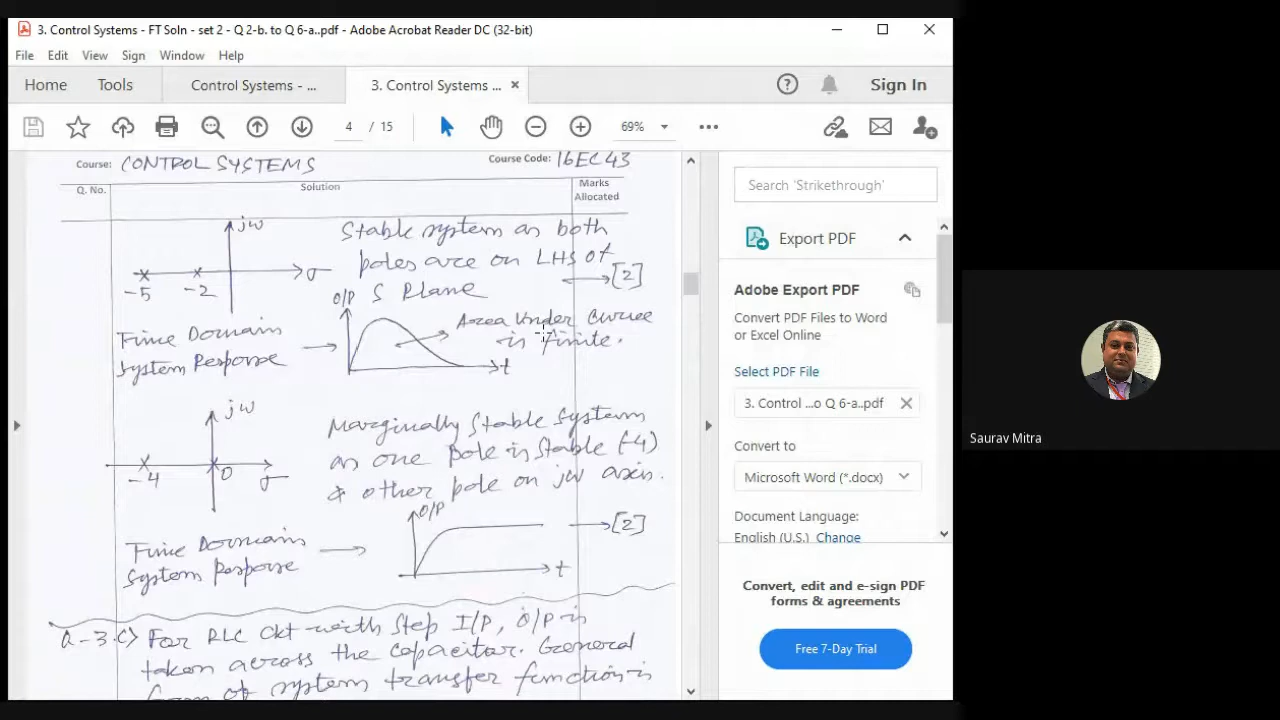 3. Control Systems - FT Soln - set 2 - Q 2-b. to Q 6-a..pdf - Adobe Acrobat Reader DC (32-bit)
File Edit View Sign Window Help
Home Tools Control Systems - ... 3. Control Systems ... × Sign In
4 / 15 69%
Course: CONTROL SYSTEMS Course Code: 16EC43
Q. No. Solution Marks Allocated
jω
Stable system as both
poles are on LHS of
S Plane
[2]
-5 -2 σ
O/P
Area Under Curve
is finite.
Time Domain
System Response
t
jω
-4 0 σ
Marginally Stable System
as one pole is stable (-4)
& other pole on jω axis.
O/P
[2]
Time Domain
System Response
t
Q-3.c) For RLC Ckt with Step I/P, O/P is
taken across the capacitor. General
form of system transfer function is
Search 'Strikethrough'
Export PDF
Adobe Export PDF
Convert PDF Files to Word
or Excel Online
Select PDF File
3. Control ...o Q 6-a..pdf
Convert to
Microsoft Word (*.docx)
Document Language:
English (U.S.) Change
Convert, edit and e-sign PDF
forms & agreements
Free 7-Day Trial
Saurav Mitra